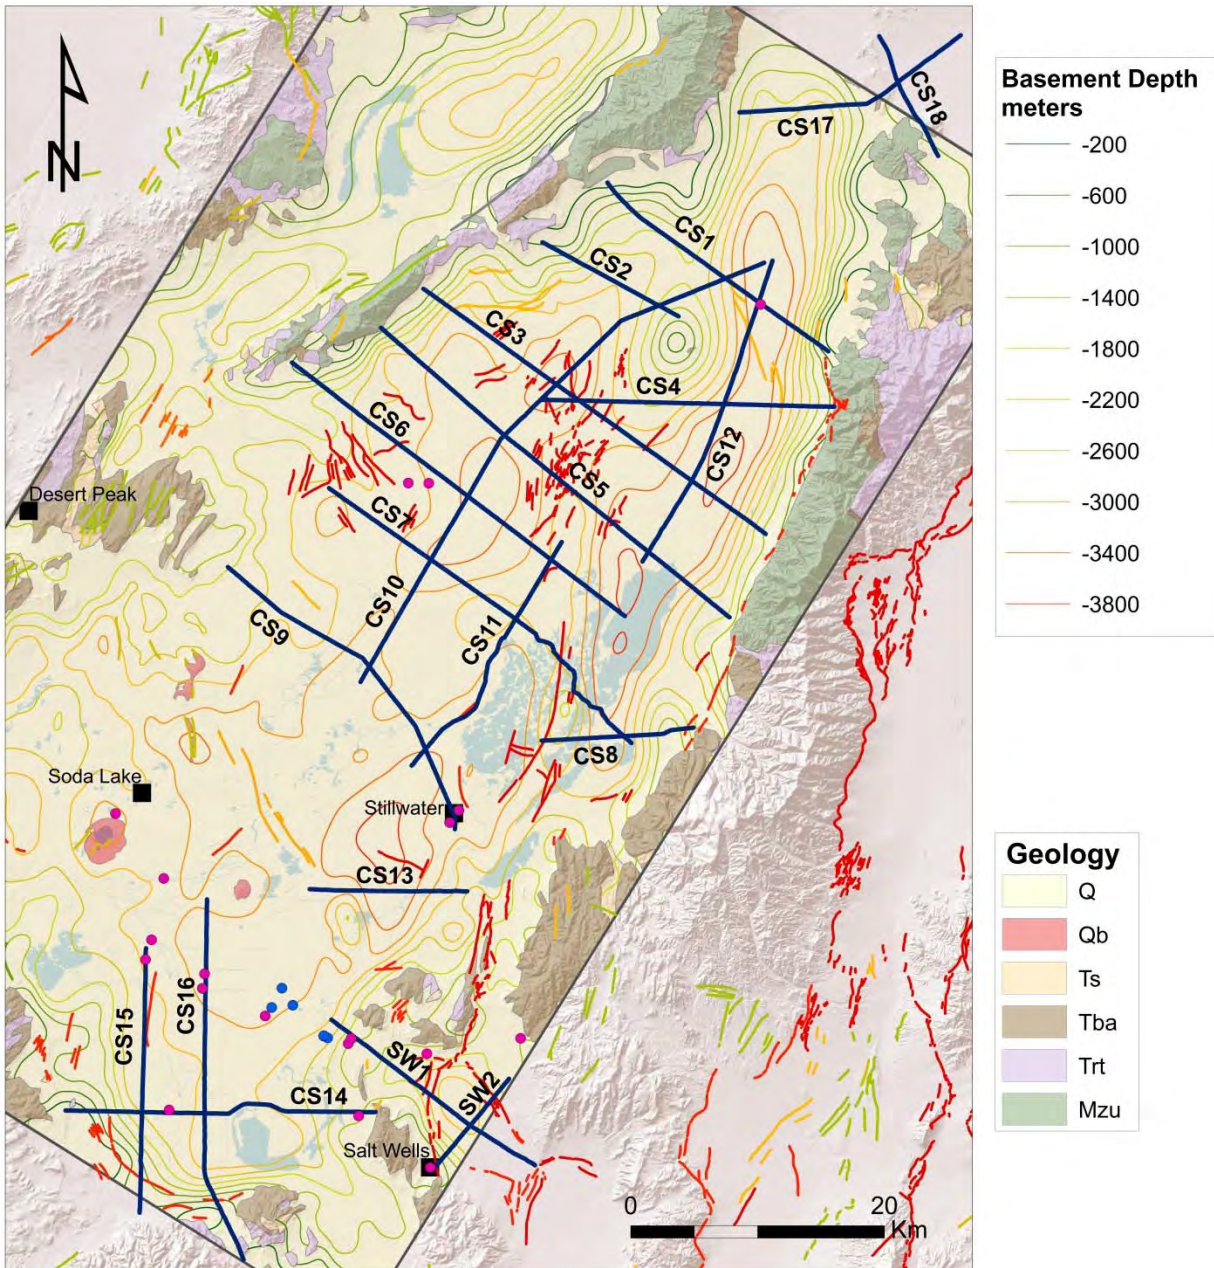 N
CS17
CS18
CS1
CS2
CS3
CS4
CS6
CS12
CS5
Desert Peak
CS7
CS10
CS9
CS11
CS8
Soda Lake
Stillwater
CS13
CS15
CS16
SW1
SW2
CS14
Salt Wells
0
20
Km
Basement Depth
meters
-200
-600
-1000
-1400
-1800
-2200
-2600
-3000
-3400
-3800
Geology
Q
Qb
Ts
Tba
Trt
Mzu